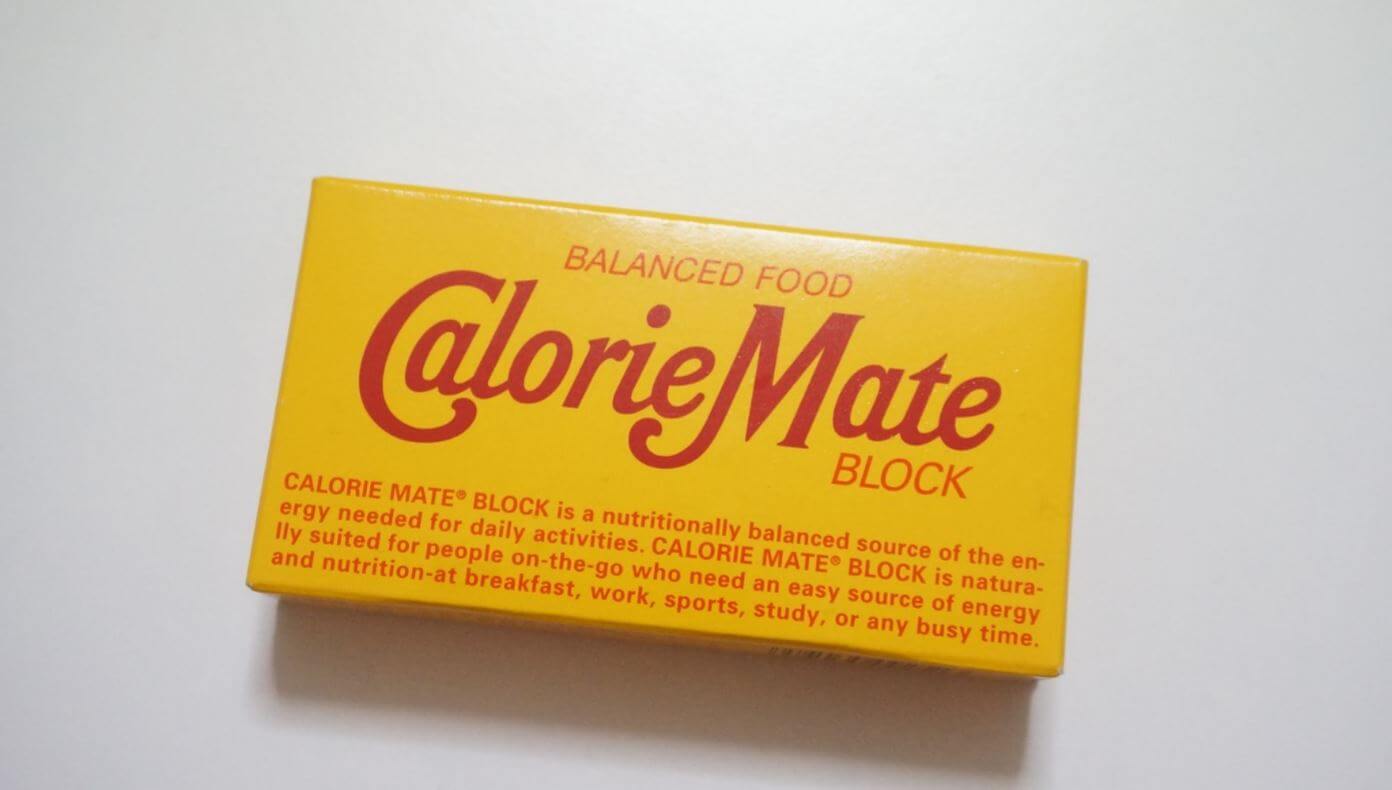 BALANCED FOOD
CalorieMate
BLOCK
CALORIE MATE® BLOCK is a nutritionally balanced source of the en-
ergy needed for daily activities. CALORIE MATE® BLOCK is natura-
lly suited for people on-the-go who need an easy source of energy
and nutrition-at breakfast, work, sports, study, or any busy time.